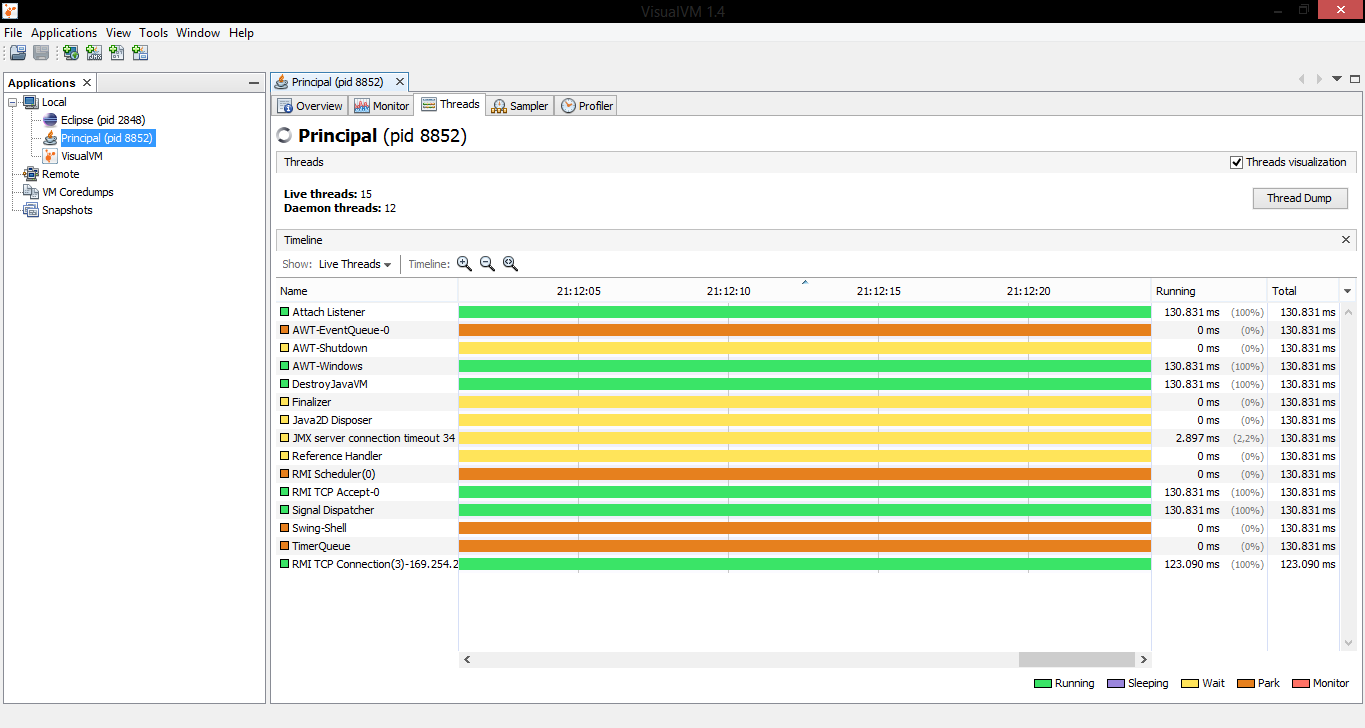 VisualVM 1.4
File Applications View Tools Window Help
Applications
Local
Eclipse (pid 2848)
Principal (pid 8852)
VisualVM
Remote
VM Coredumps
Snapshots
Principal (pid 8852)
Overview Monitor Threads Sampler Profiler
Principal (pid 8852)
Threads Threads visualization
Live threads: 15
Daemon threads: 12
Thread Dump
Timeline
Show: Live Threads Timeline:
Name 21:12:05 21:12:10 21:12:15 21:12:20 Running Total
Attach Listener 130.831 ms (100%) 130.831 ms
AWT-EventQueue-0 0 ms (0%) 130.831 ms
AWT-Shutdown 0 ms (0%) 130.831 ms
AWT-Windows 130.831 ms (100%) 130.831 ms
DestroyJavaVM 130.831 ms (100%) 130.831 ms
Finalizer 0 ms (0%) 130.831 ms
Java2D Disposer 0 ms (0%) 130.831 ms
JMX server connection timeout 34 2.897 ms (2,2%) 130.831 ms
Reference Handler 0 ms (0%) 130.831 ms
RMI Scheduler(0) 0 ms (0%) 130.831 ms
RMI TCP Accept-0 130.831 ms (100%) 130.831 ms
Signal Dispatcher 130.831 ms (100%) 130.831 ms
Swing-Shell 0 ms (0%) 130.831 ms
TimerQueue 0 ms (0%) 130.831 ms
RMI TCP Connection(3)-169.254.2 123.090 ms (100%) 123.090 ms
Running Sleeping Wait Park Monitor